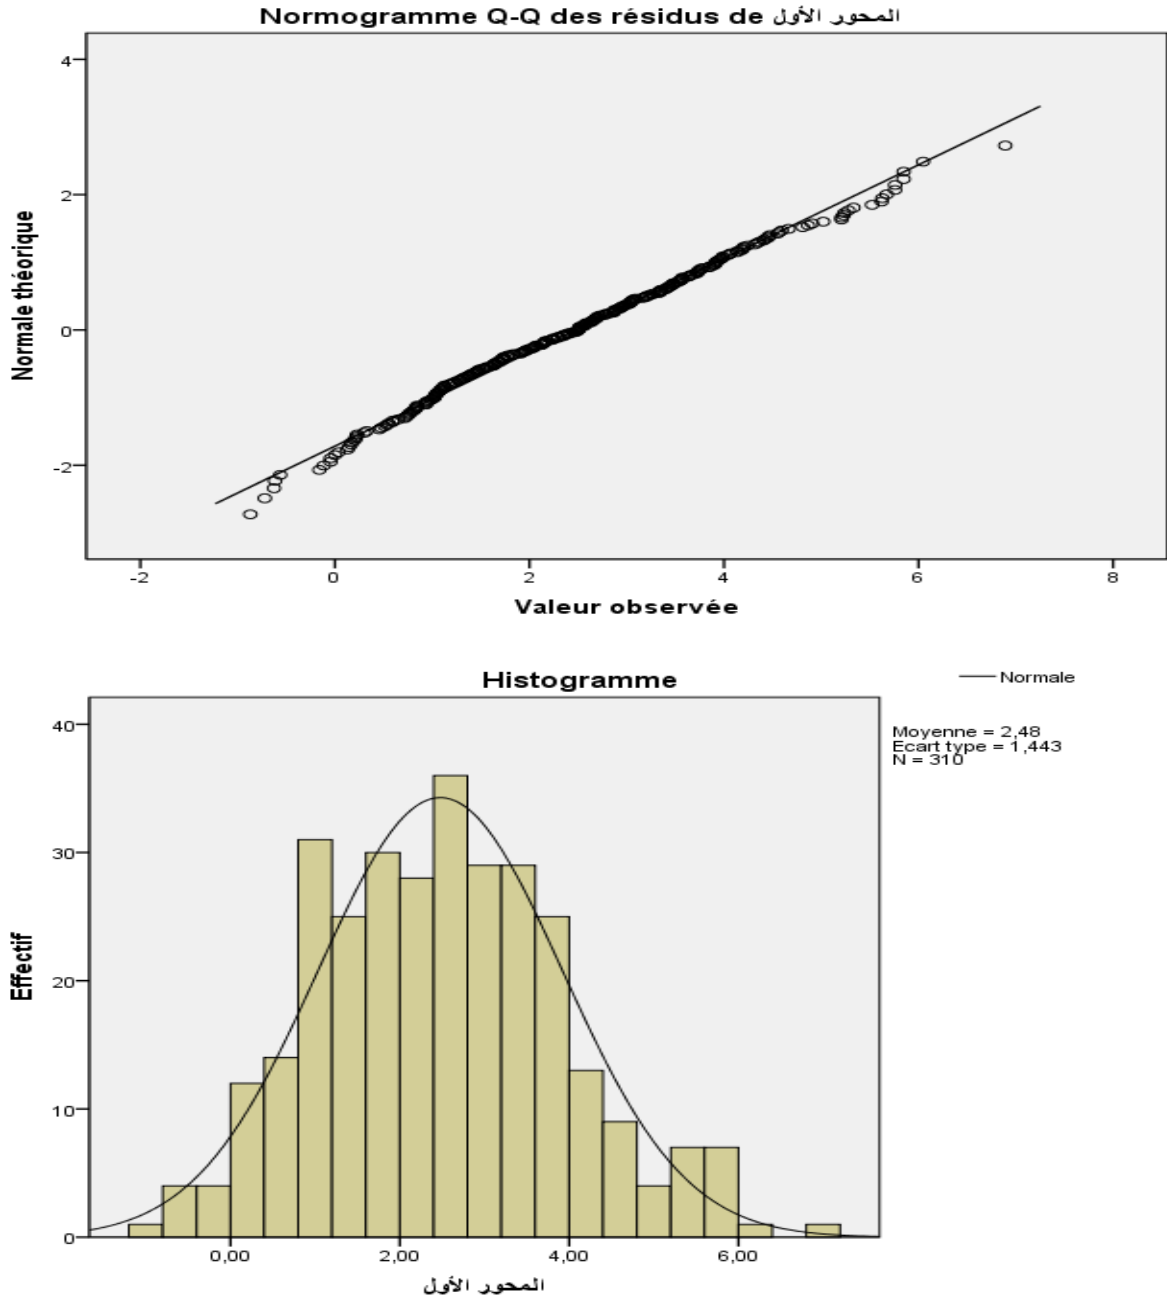 Normogramme Q-Q des résidus de المحور الأول
4
2
0
-2
Normale théorique
-2 0 2 4 6 8
Valeur observée
Histogramme
Normale
Moyenne = 2,48
Ecart type = 1,443
N = 310
40
30
20
10
0
Effectif
0,00 2,00 4,00 6,00
المحور الأول